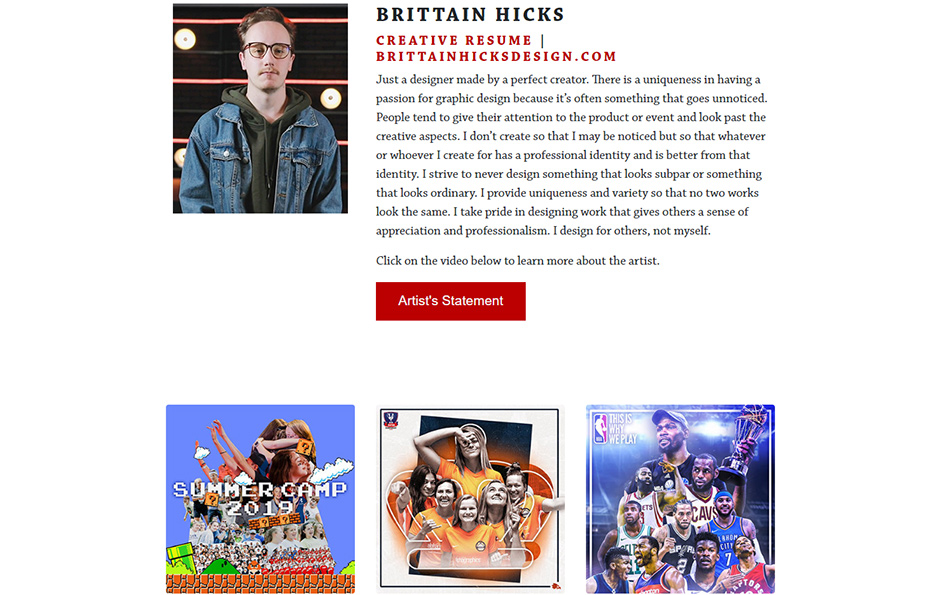 BRITTAIN HICKS
CREATIVE RESUME |
BRITTAINHICKSDESIGN.COM
Just a designer made by a perfect creator. There is a uniqueness in having a
passion for graphic design because it’s often something that goes unnoticed.
People tend to give their attention to the product or event and look past the
creative aspects. I don’t create so that I may be noticed but so that whatever
or whoever I create for has a professional identity and is better from that
identity. I strive to never design something that looks subpar or something
that looks ordinary. I provide uniqueness and variety so that no two works
look the same. I take pride in designing work that gives others a sense of
appreciation and professionalism. I design for others, not myself.
Click on the video below to learn more about the artist.
Artist's Statement
SUMMER CAMP
2019
THIS IS
WHY
WE PLAY
CAVS